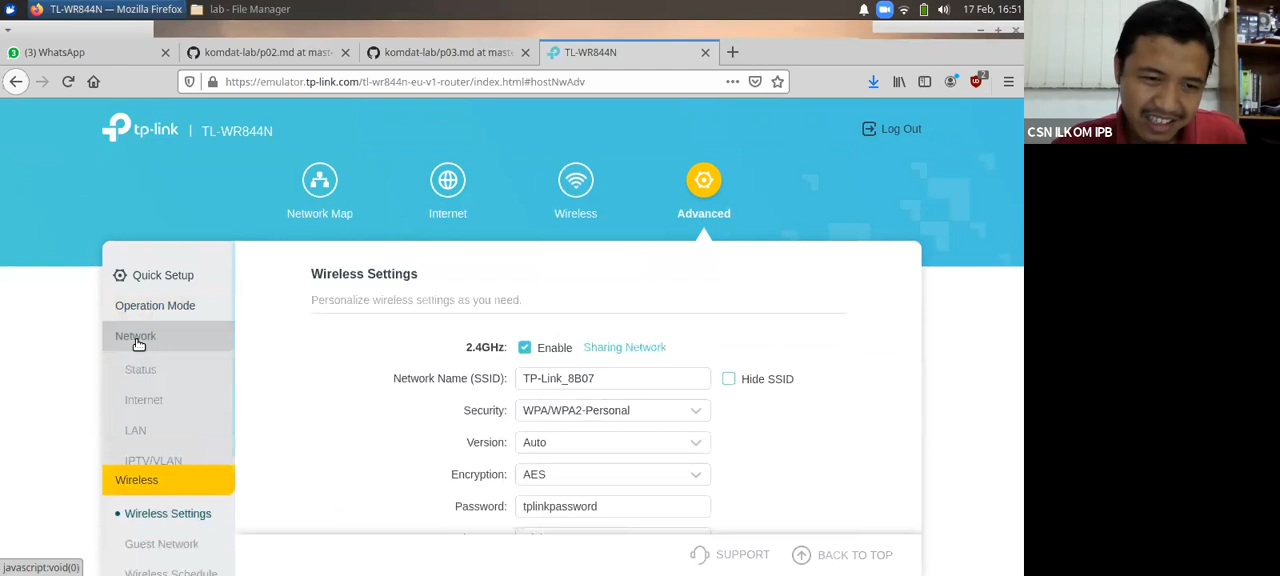 TL-WR844N — Mozilla Firefox
lab - File Manager
17 Feb, 16:51
(3) WhatsApp
komdat-lab/p02.md at mast
komdat-lab/p03.md at mast
TL-WR844N
https://emulator.tp-link.com/tl-wr844n-eu-v1-router/index.html#hostNwAdv
2
tp-link | TL-WR844N
Log Out
CSN ILKOM IPB
Network Map
Internet
Wireless
Advanced
Quick Setup
Operation Mode
Network
Status
Internet
LAN
IPTV/VLAN
Wireless
Wireless Settings
Guest Network
Wireless Schedule
Wireless Settings
Personalize wireless settings as you need.
2.4GHz: Enable Sharing Network
Network Name (SSID): TP-Link_8B07 Hide SSID
Security: WPA/WPA2-Personal
Version: Auto
Encryption: AES
Password: tplinkpassword
SUPPORT
BACK TO TOP
javascript:void(0)